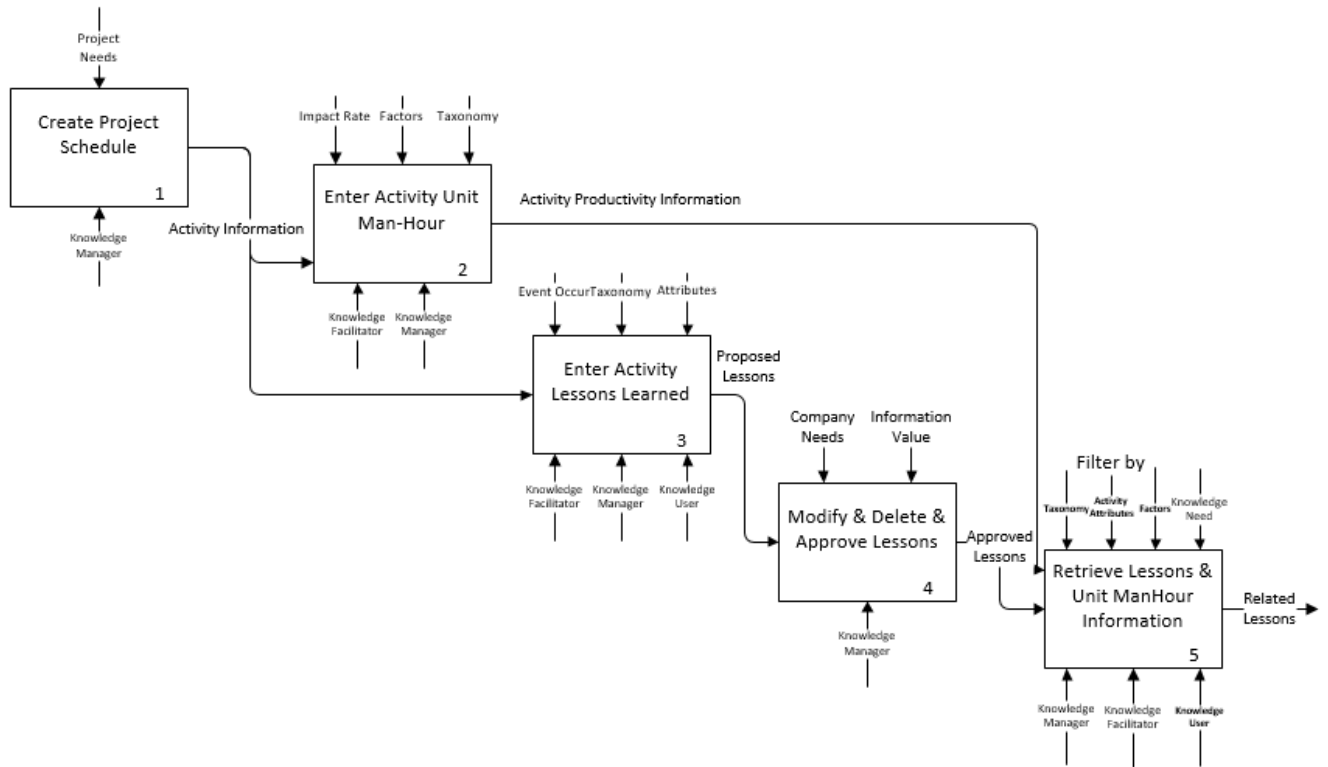 Project
Needs
Create Project
Schedule
1
Knowledge
Manager
Activity Information
Impact Rate
Factors
Taxonomy
Enter Activity Unit
Man-Hour
2
Knowledge
Facilitator
Knowledge
Manager
Activity Productivity Information
Event Occur
Taxonomy
Attributes
Enter Activity
Lessons Learned
3
Knowledge
Facilitator
Knowledge
Manager
Knowledge
User
Proposed
Lessons
Company
Needs
Information
Value
Modify & Delete &
Approve Lessons
4
Knowledge
Manager
Approved
Lessons
Filter by
Taxonomy
Activity
Attributes
Factors
Knowledge
Need
Retrieve Lessons &
Unit ManHour
Information
5
Knowledge
Manager
Knowledge
Facilitator
Knowledge
User
Related
Lessons